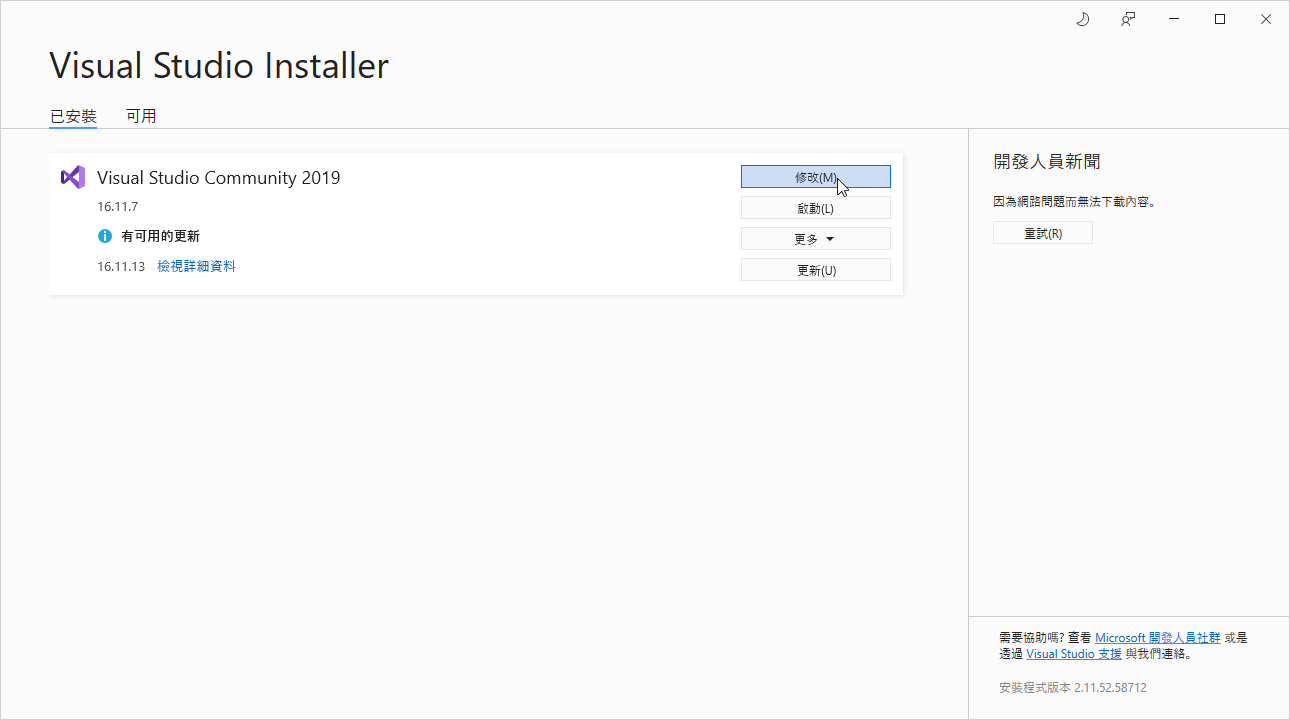 Visual Studio Installer
已安裝 可用
Visual Studio Community 2019
16.11.7
有可用的更新
16.11.13 檢視詳細資料
修改(M)
啟動(L)
更多
更新(U)
開發人員新聞
因為網路問題而無法下載內容。
重試(R)
需要協助嗎? 查看 Microsoft 開發人員社群 或是
透過 Visual Studio 支援 與我們連絡。
安裝程式版本 2.11.52.58712